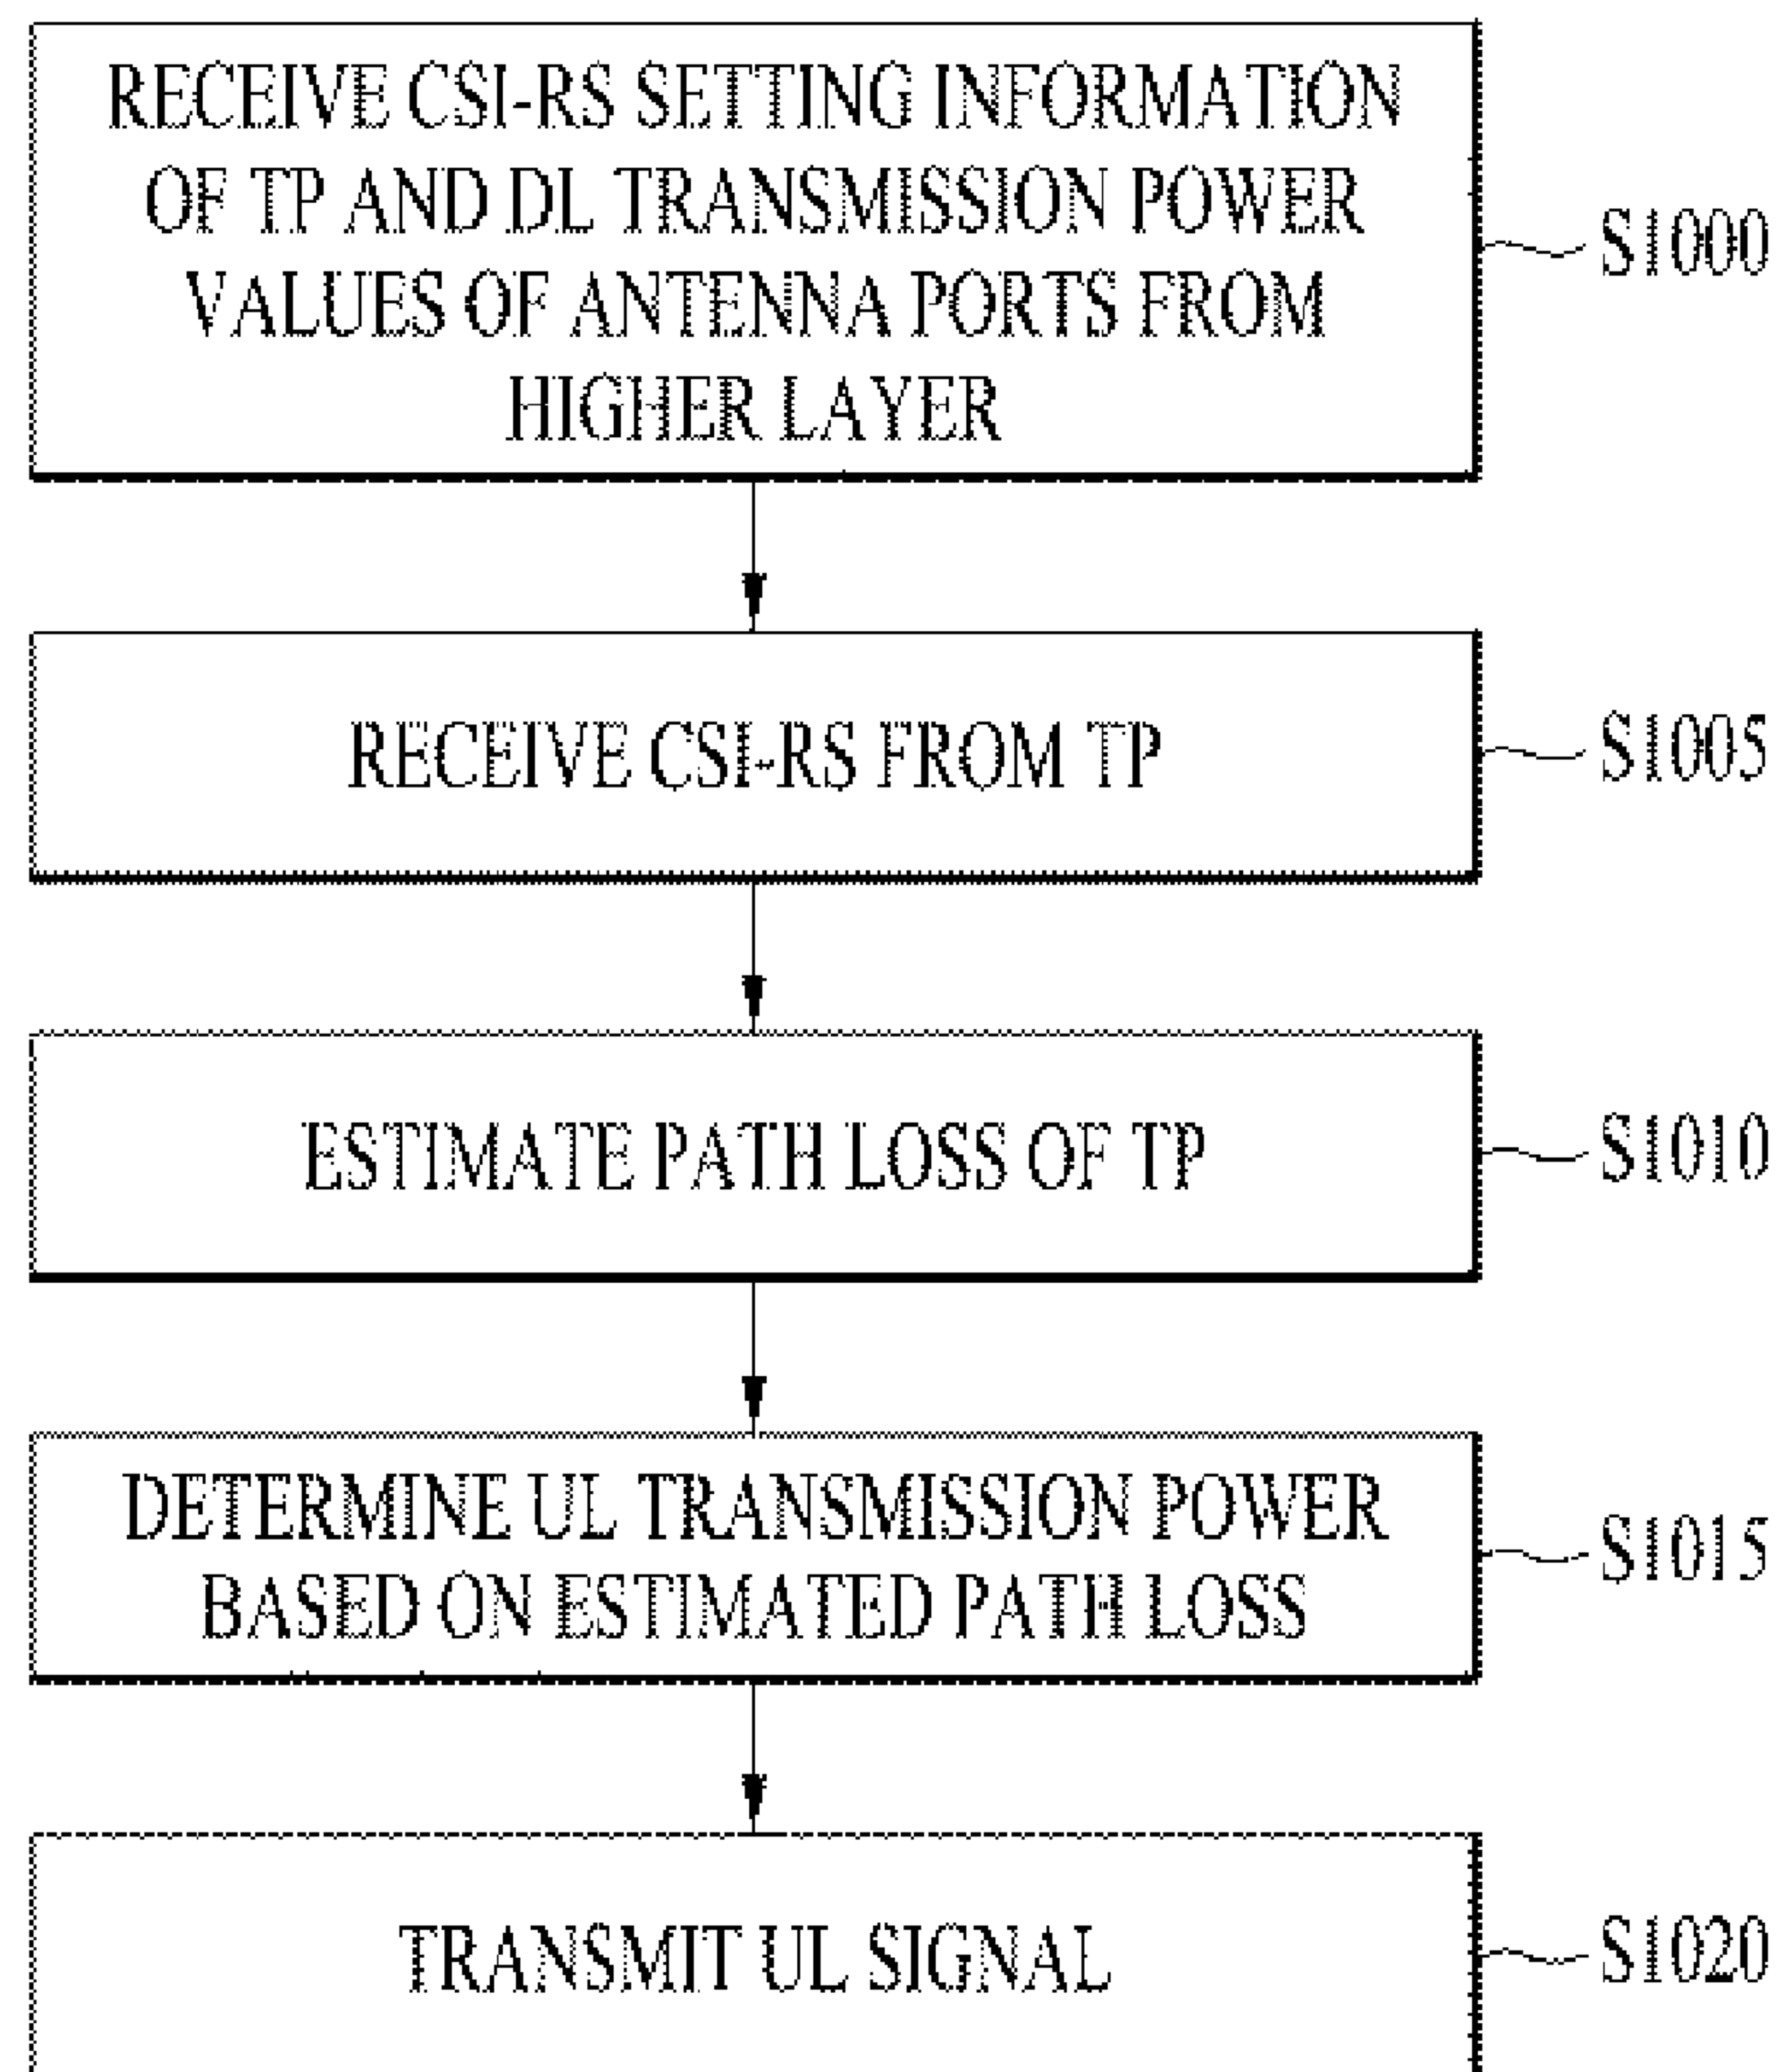 RECEIVE CSI-RS SETTING INFORMATION
OF TP AND DL TRANSMISSION POWER
VALUES OF ANTENNA PORTS FROM
HIGHER LAYER
S1000
RECEIVE CSI-RS FROM TP
S1005
ESTIMATE PATH LOSS OF TP
S1010
DETERMINE UL TRANSMISSION POWER
BASED ON ESTIMATED PATH LOSS
S1015
TRANSMIT UL SIGNAL
S1020